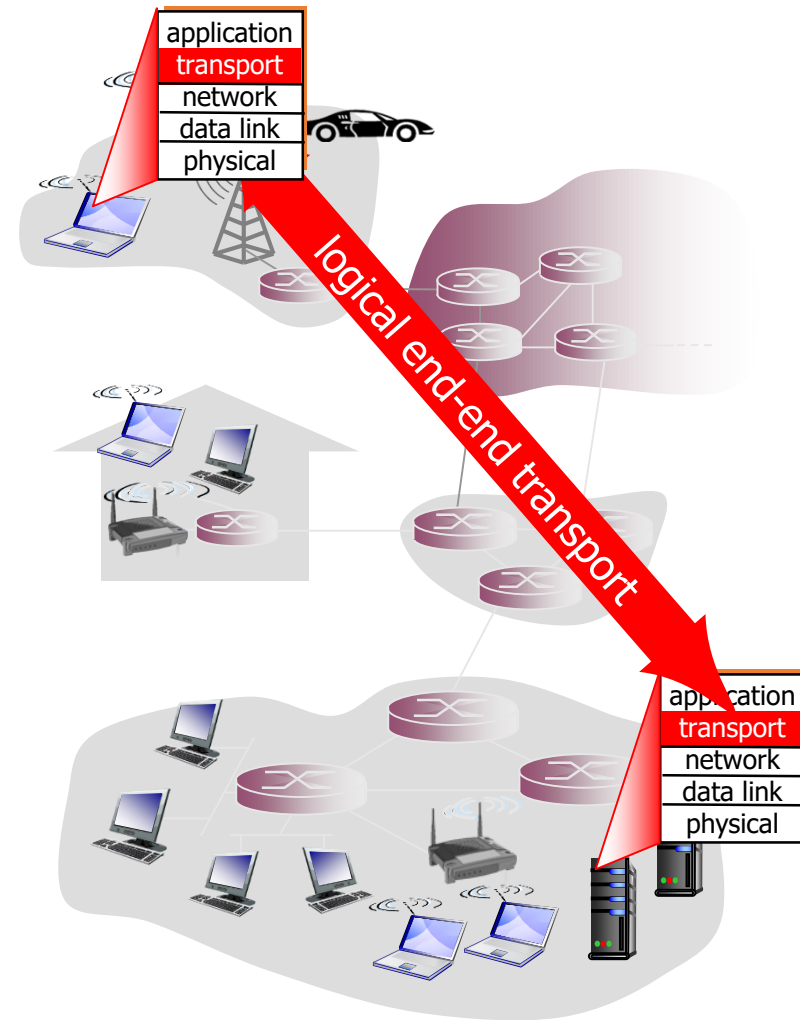 application
transport
network
data link
physical
logical end-end transport
application
transport
network
data link
physical